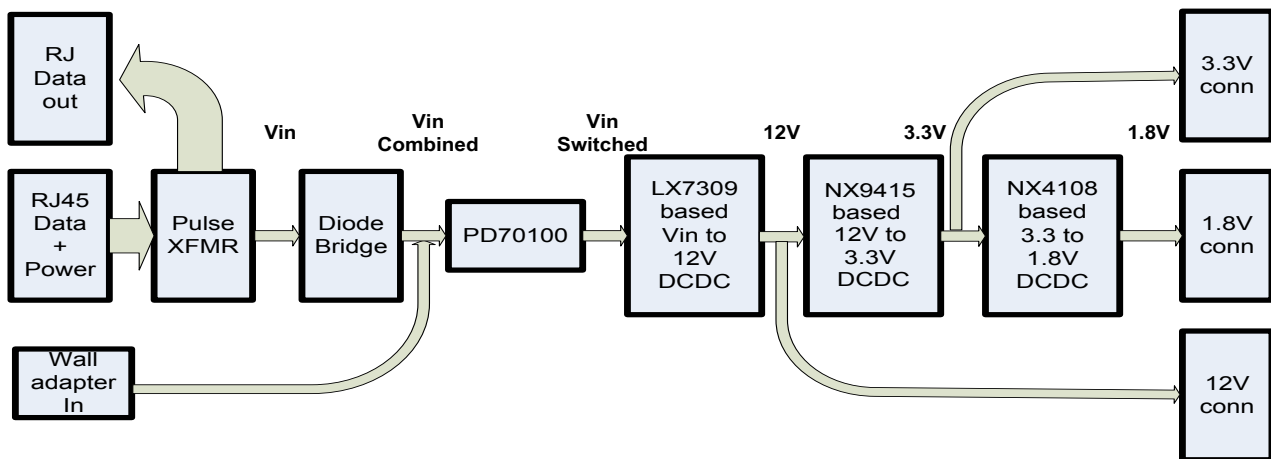 RJ
Data
out
3.3V
conn
Vin
Vin
Combined
Vin
Switched
12V
3.3V
1.8V
RJ45
Data
+
Power
Pulse
XFMR
Diode
Bridge
PD70100
LX7309
based
Vin to
12V
DCDC
NX9415
based
12V to
3.3V
DCDC
NX4108
based
3.3 to
1.8V
DCDC
1.8V
conn
Wall
adapter
In
12V
conn